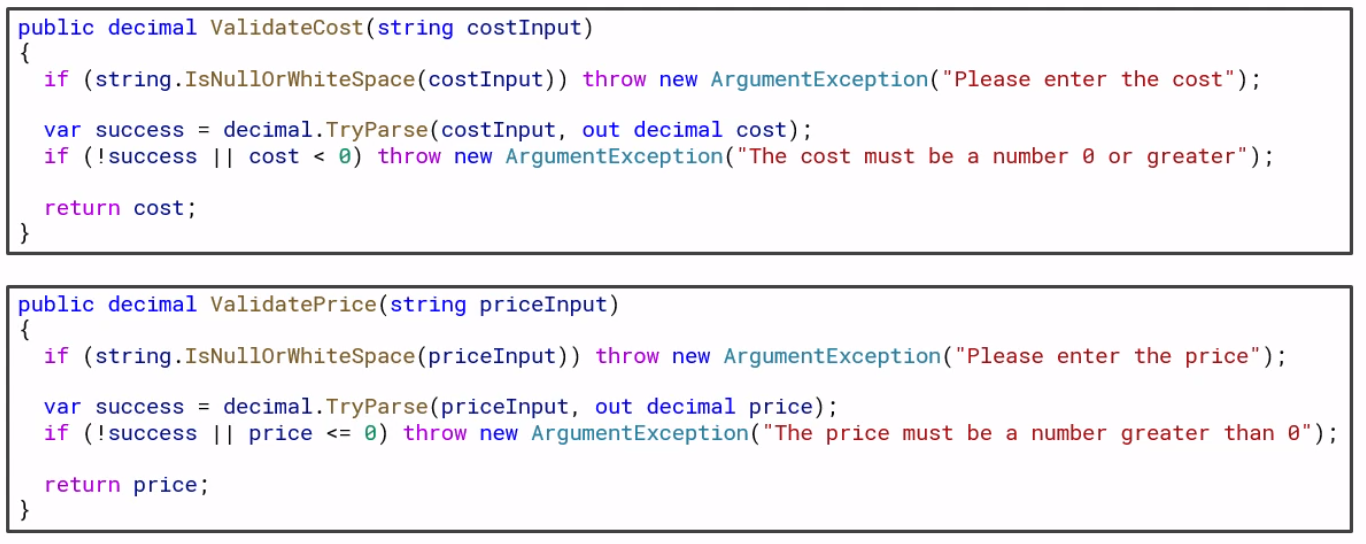 public decimal ValidateCost(string costInput)
{
if (string.IsNullOrWhiteSpace(costInput)) throw new ArgumentException("Please enter the cost");
var success = decimal.TryParse(costInput, out decimal cost);
if (!success || cost < 0) throw new ArgumentException("The cost must be a number 0 or greater");
return cost;
}
public decimal ValidatePrice(string priceInput)
{
if (string.IsNullOrWhiteSpace(priceInput)) throw new ArgumentException("Please enter the price");
var success = decimal.TryParse(priceInput, out decimal price);
if (!success || price <= 0) throw new ArgumentException("The price must be a number greater than 0");
return price;
}